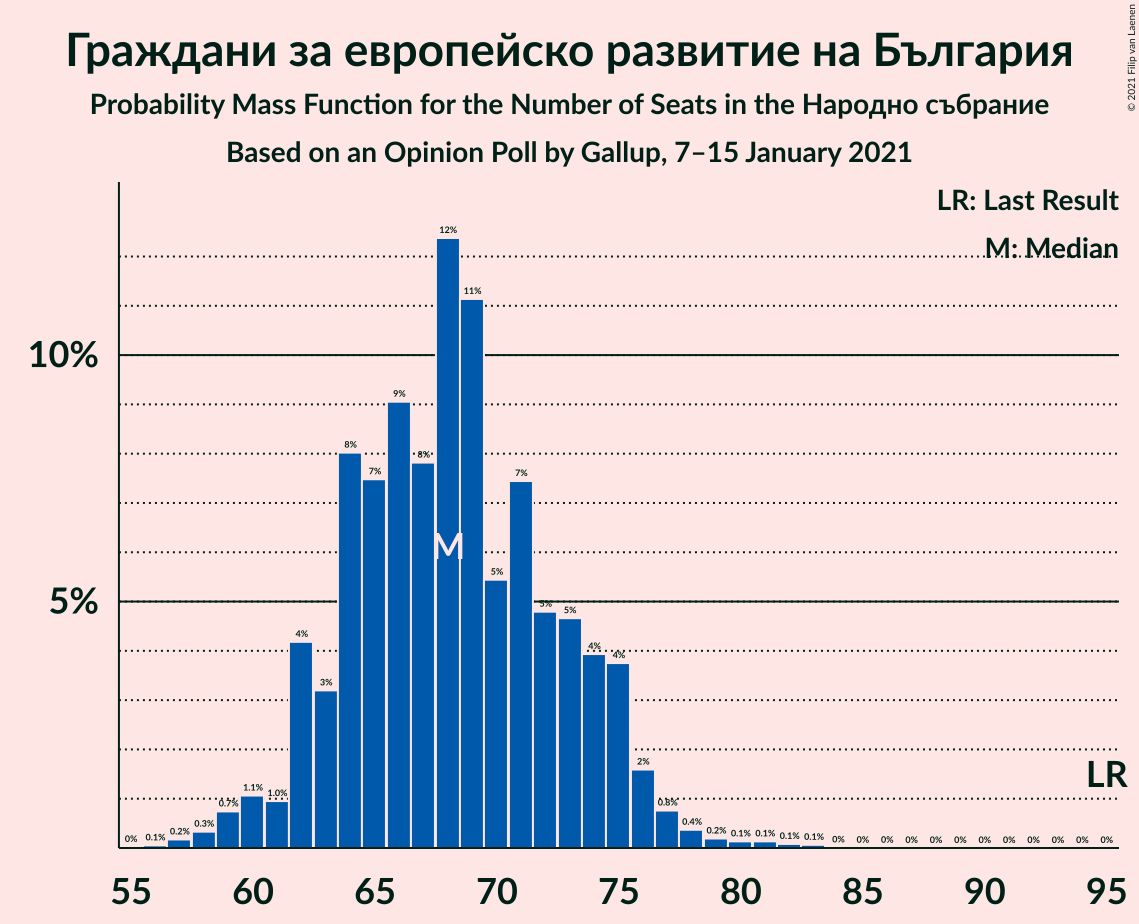 Граждани за европейско развитие на България
Probability Mass Function for the Number of Seats in the Народно събрание
Based on an Opinion Poll by Gallup, 7–15 January 2021
© 2021 Filip van Laenen
LR: Last Result
M: Median
10%
5%
0% 0.1% 0.2% 0.3% 0.7% 1.1% 1.0% 4% 3% 8% 7% 9% 8% 12% 11% 5% 7% 5% 5% 4% 4% 2% 0.8% 0.4% 0.2% 0.1% 0.1% 0.1% 0.1% 0% 0% 0% 0% 0% 0% 0% 0% 0% 0% 0% 0%
M
LR
55 60 65 70 75 80 85 90 95